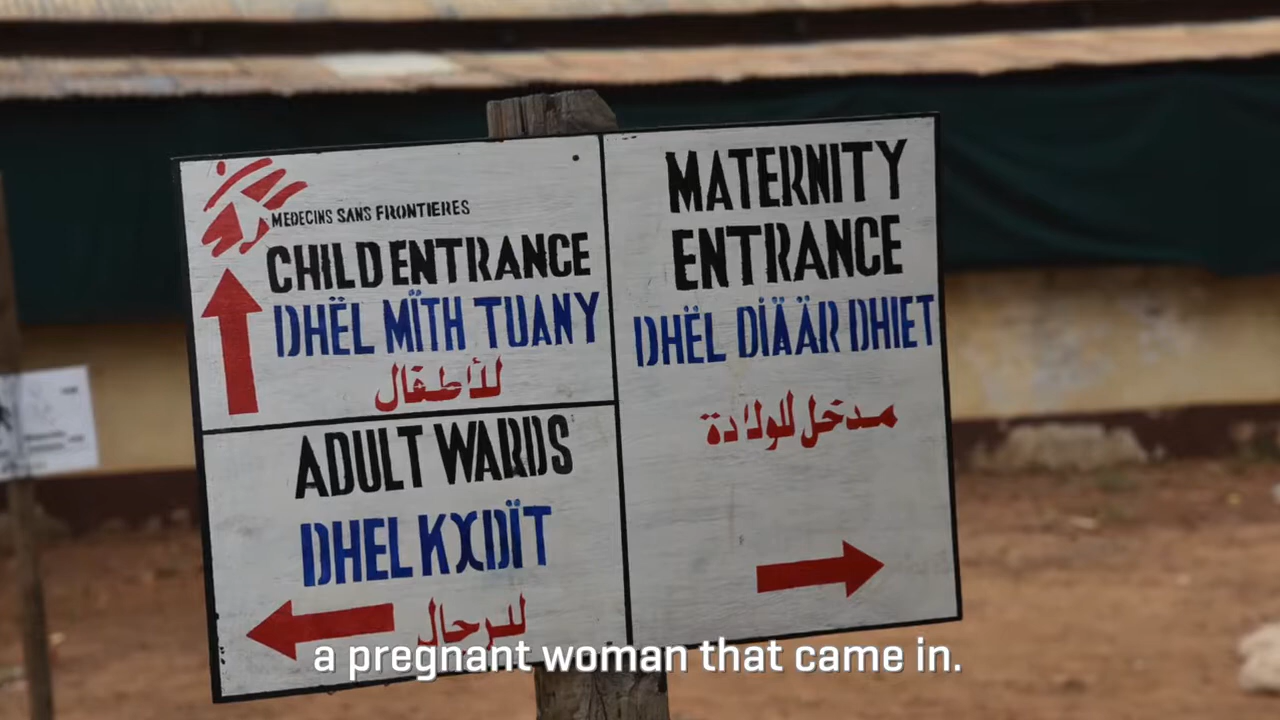 MEDECINS SANS FRONTIERES
CHILD ENTRANCE
DHËL MÏTH TUANY
للأطفال
ADULT WARDS
DHEL KƆƆDÏT
للرجال
MATERNITY
ENTRANCE
DHËL DIÄÄR DHIET
مدخل للولادة
a pregnant woman that came in.